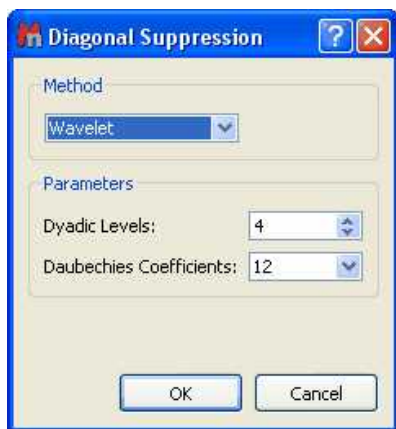 Diagonal Suppression
Method
Wavelet
Parameters
Dyadic Levels: 4
Daubechies Coefficients: 12
OK Cancel